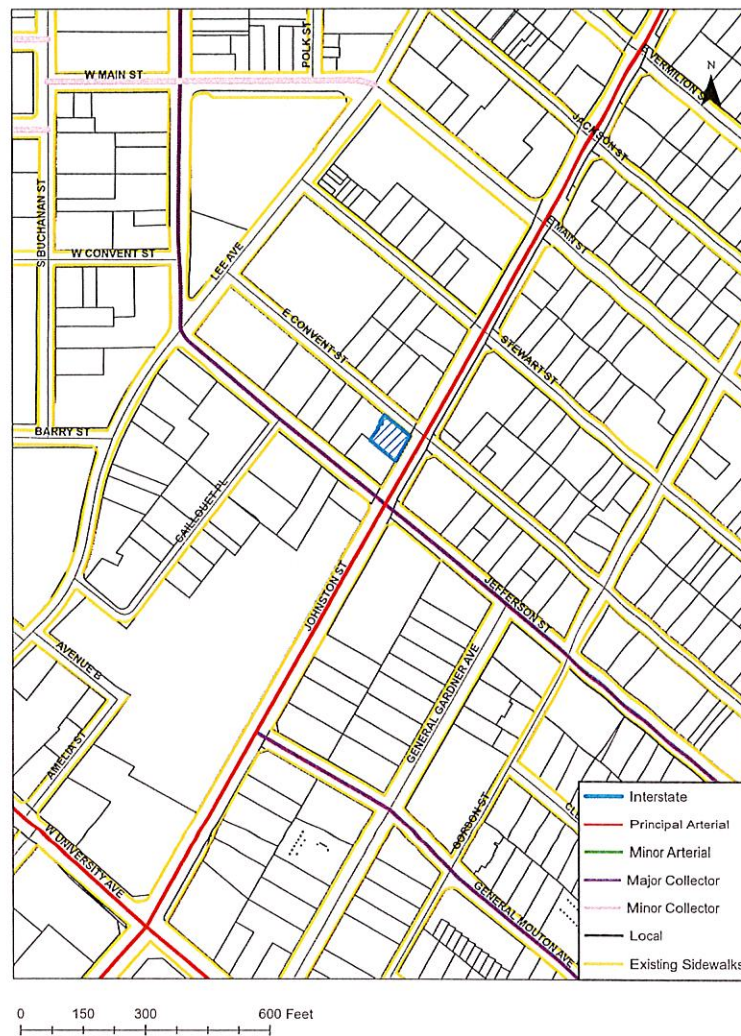 POLK ST
N
E VERMILION S
W MAIN ST
JACKSON ST
S BUCHANAN ST
E MAIN ST
W CONVENT ST
LEE AVE
E CONVENT ST
STEWART ST
BARRY ST
CAILLOUET PL
JOHNSTON ST
JEFFERSON ST
AVENUE B
GENERAL GARDNER AVE
AMELIA ST
GORDON ST
CLE
W UNIVERSITY AVE
GENERAL MOUTON AVE
Interstate
Principal Arterial
Minor Arterial
Major Collector
Minor Collector
Local
Existing Sidewalks
0 150 300 600 Feet